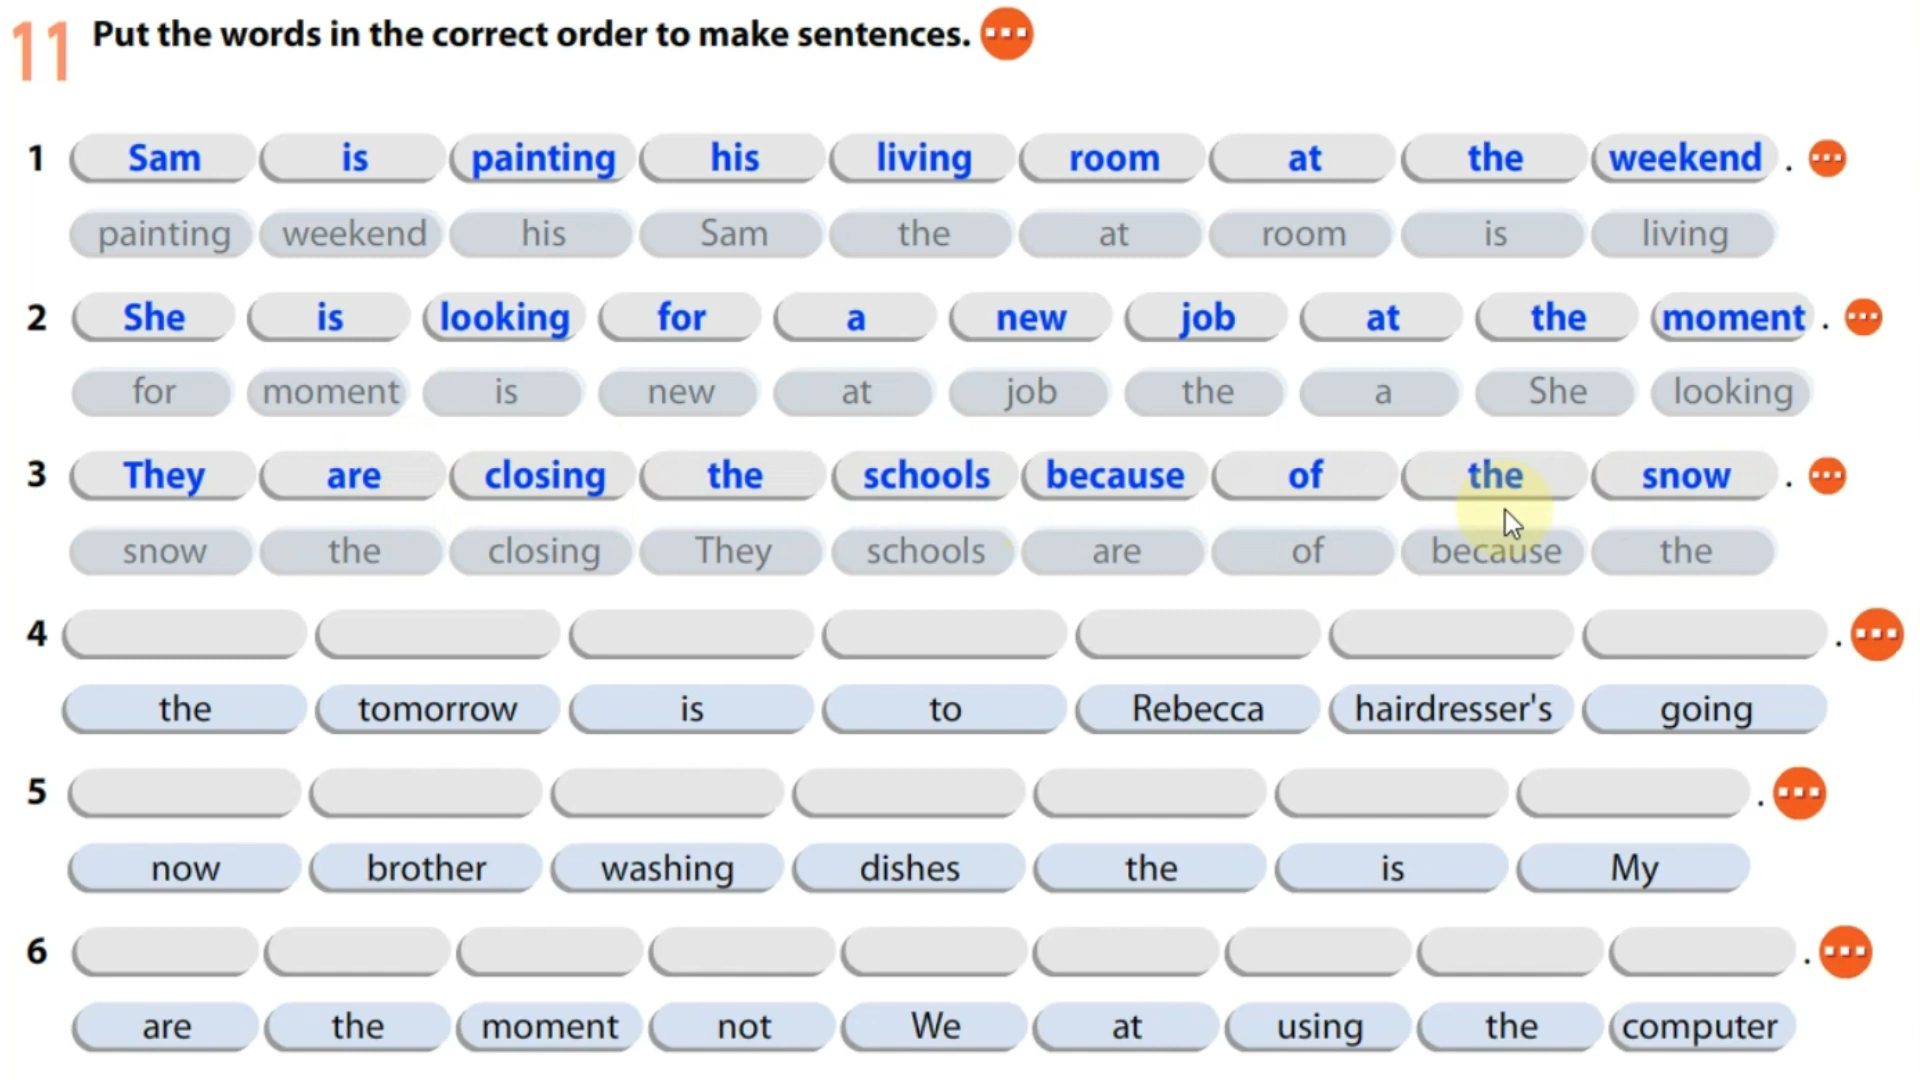 11 Put the words in the correct order to make sentences.
1 Sam is painting his living room at the weekend .
painting weekend his Sam the at room is living
2 She is looking for a new job at the moment .
for moment is new at job the a She looking
3 They are closing the schools because of the snow .
snow the closing They schools are of because the
4 .
the tomorrow is to Rebecca hairdresser's going
5 .
now brother washing dishes the is My
6 .
are the moment not We at using the computer